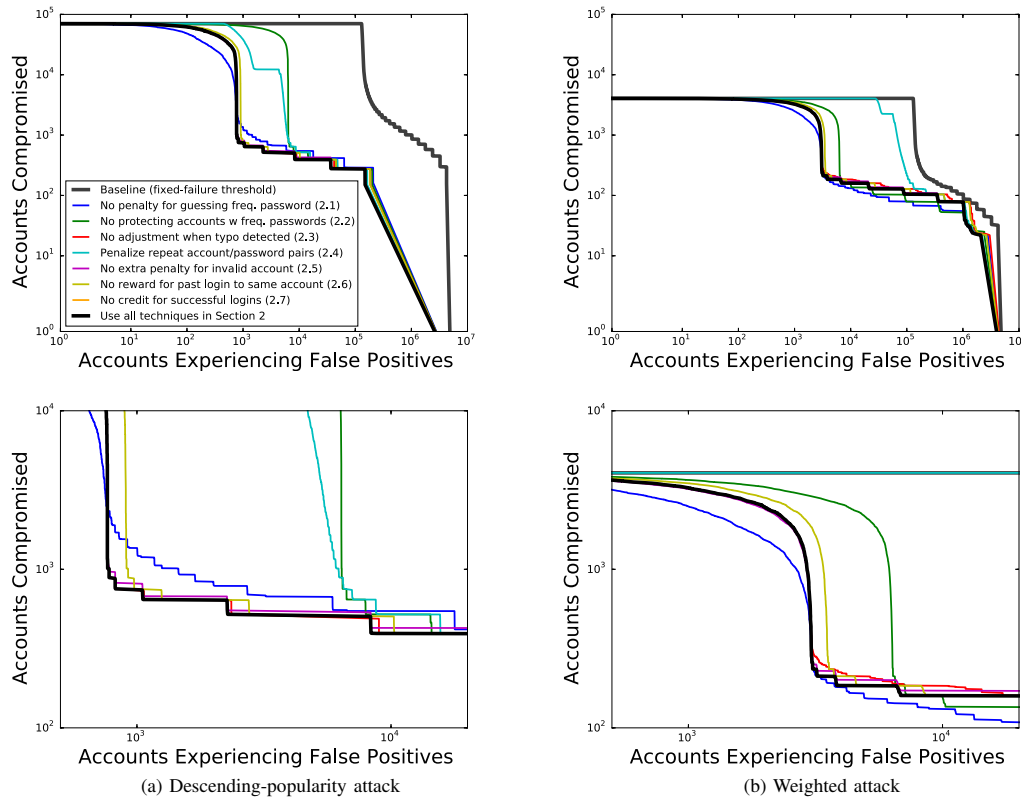 10^5
10^4
10^3
10^2
10^1
10^0
Accounts Compromised
Baseline (fixed-failure threshold)
No penalty for guessing freq. password (2.1)
No protecting accounts w freq. passwords (2.2)
No adjustment when typo detected (2.3)
Penalize repeat account/password pairs (2.4)
No extra penalty for invalid account (2.5)
No reward for past login to same account (2.6)
No credit for successful logins (2.7)
Use all techniques in Section 2
10^0 10^1 10^2 10^3 10^4 10^5 10^6 10^7
Accounts Experiencing False Positives
10^5
10^4
10^3
10^2
10^1
10^0
Accounts Compromised
10^0 10^1 10^2 10^3 10^4 10^5 10^6 10
Accounts Experiencing False Positives
10^4
10^3
10^2
Accounts Compromised
10^3 10^4
Accounts Experiencing False Positives
(a) Descending-popularity attack
10^4
10^3
10^2
Accounts Compromised
10^3 10^4
Accounts Experiencing False Positives
(b) Weighted attack